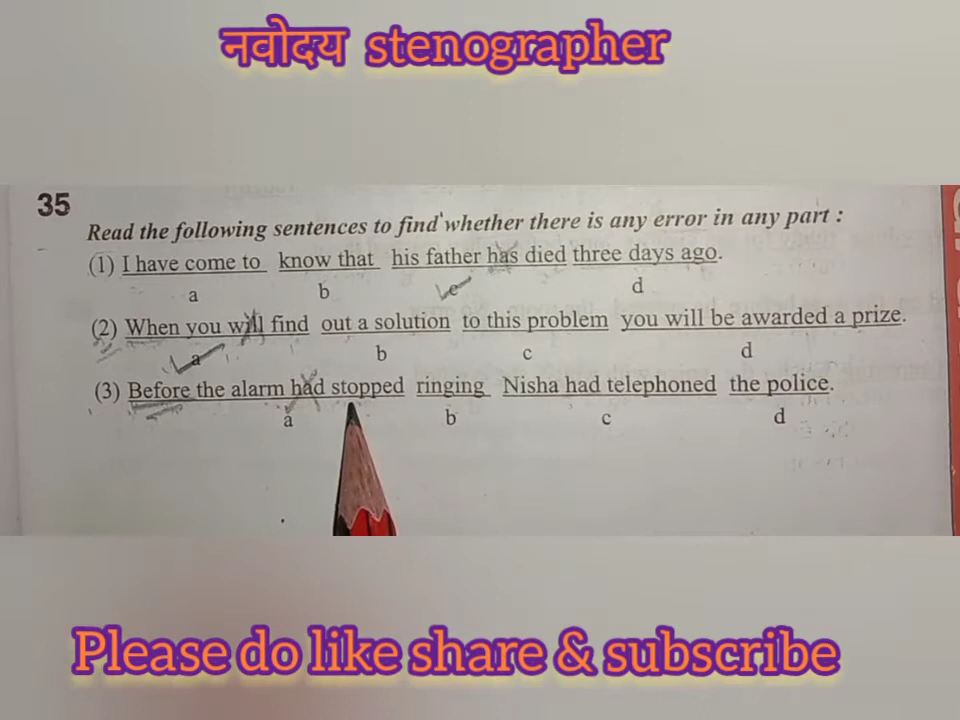 नवोदय stenographer
35
Read the following sentences to find whether there is any error in any part :
(1) I have come to know that his father has died three days ago.
a b c d
(2) When you will find out a solution to this problem you will be awarded a prize.
a b c d
(3) Before the alarm had stopped ringing Nisha had telephoned the police.
a b c d
Please do like share & subscribe